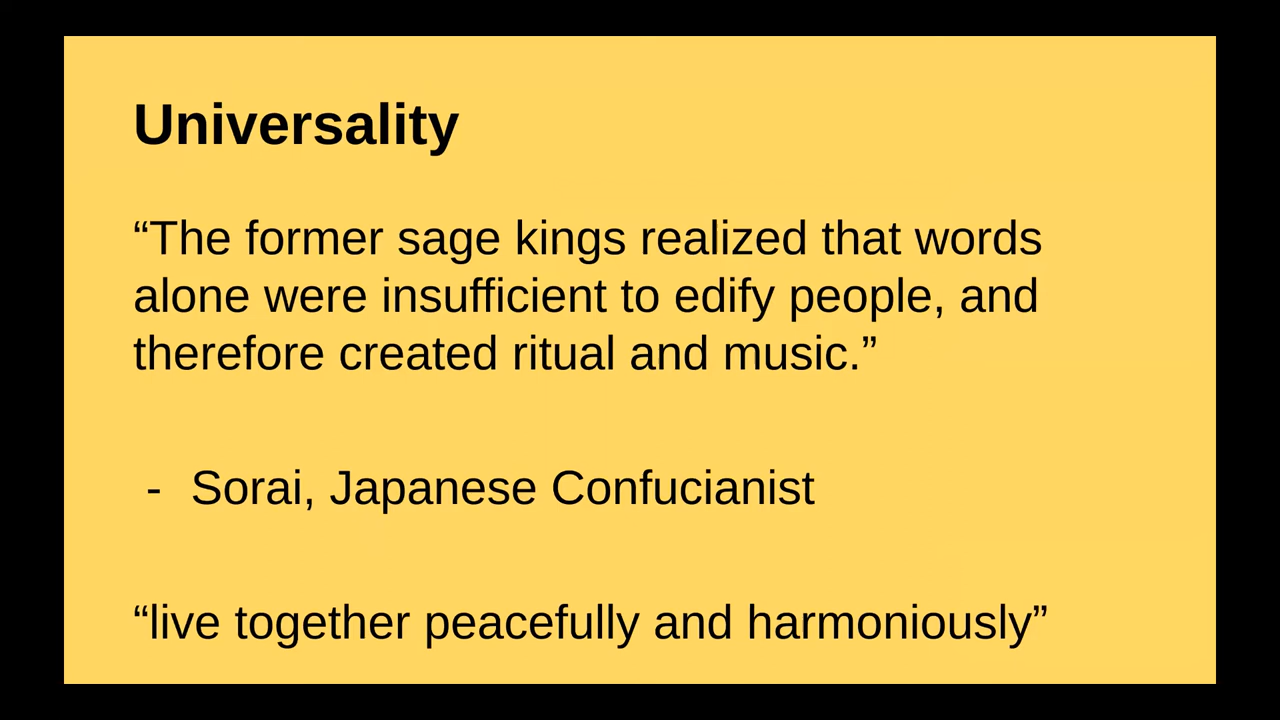 Universality
“The former sage kings realized that words
alone were insufficient to edify people, and
therefore created ritual and music.”
- Sorai, Japanese Confucianist
“live together peacefully and harmoniously”